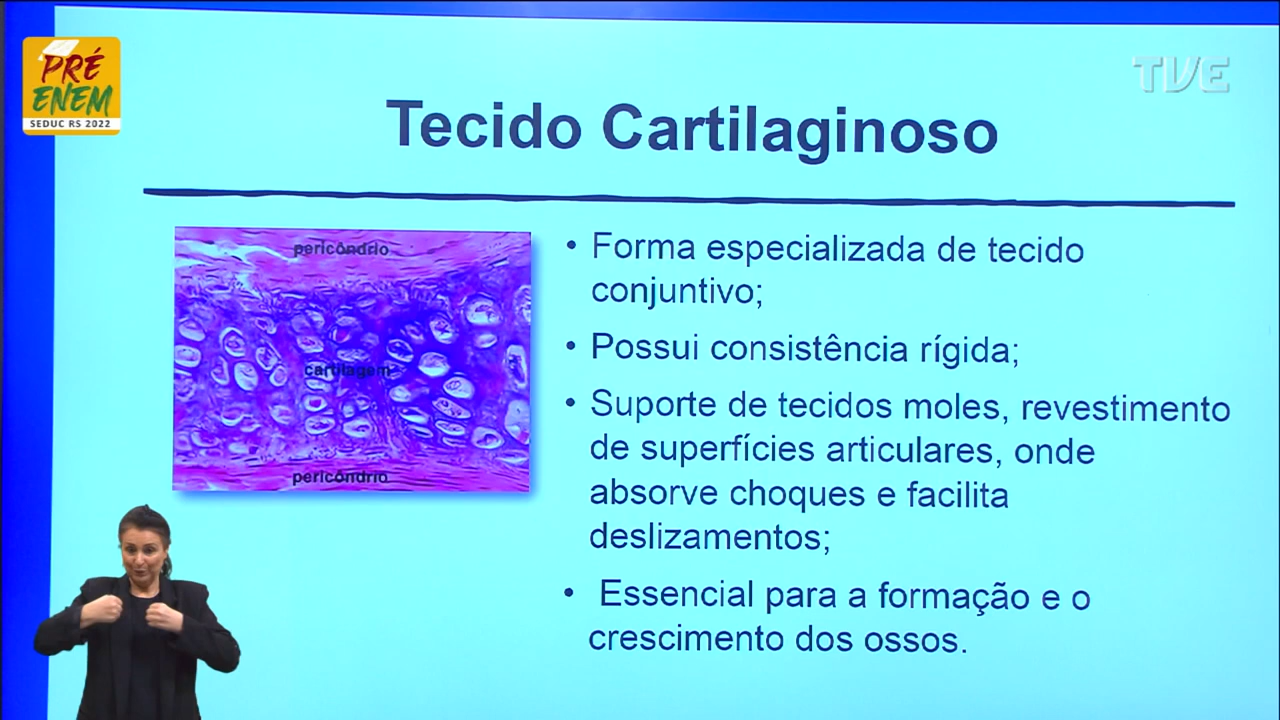 PRÉ
ENEM
SEDUC RS 2022
TVE
Tecido Cartilaginoso
pericôndrio
cartilagem
pericôndrio
• Forma especializada de tecido
conjuntivo;
• Possui consistência rígida;
• Suporte de tecidos moles, revestimento
de superfícies articulares, onde
absorve choques e facilita
deslizamentos;
• Essencial para a formação e o
crescimento dos ossos.